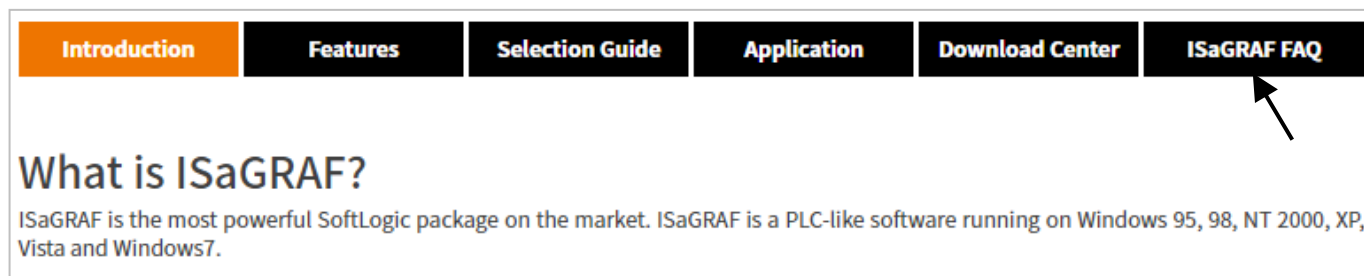 Introduction Features Selection Guide Application Download Center ISaGRAF FAQ
What is ISaGRAF?
ISaGRAF is the most powerful SoftLogic package on the market. ISaGRAF is a PLC-like software running on Windows 95, 98, NT 2000, XP,
Vista and Windows7.